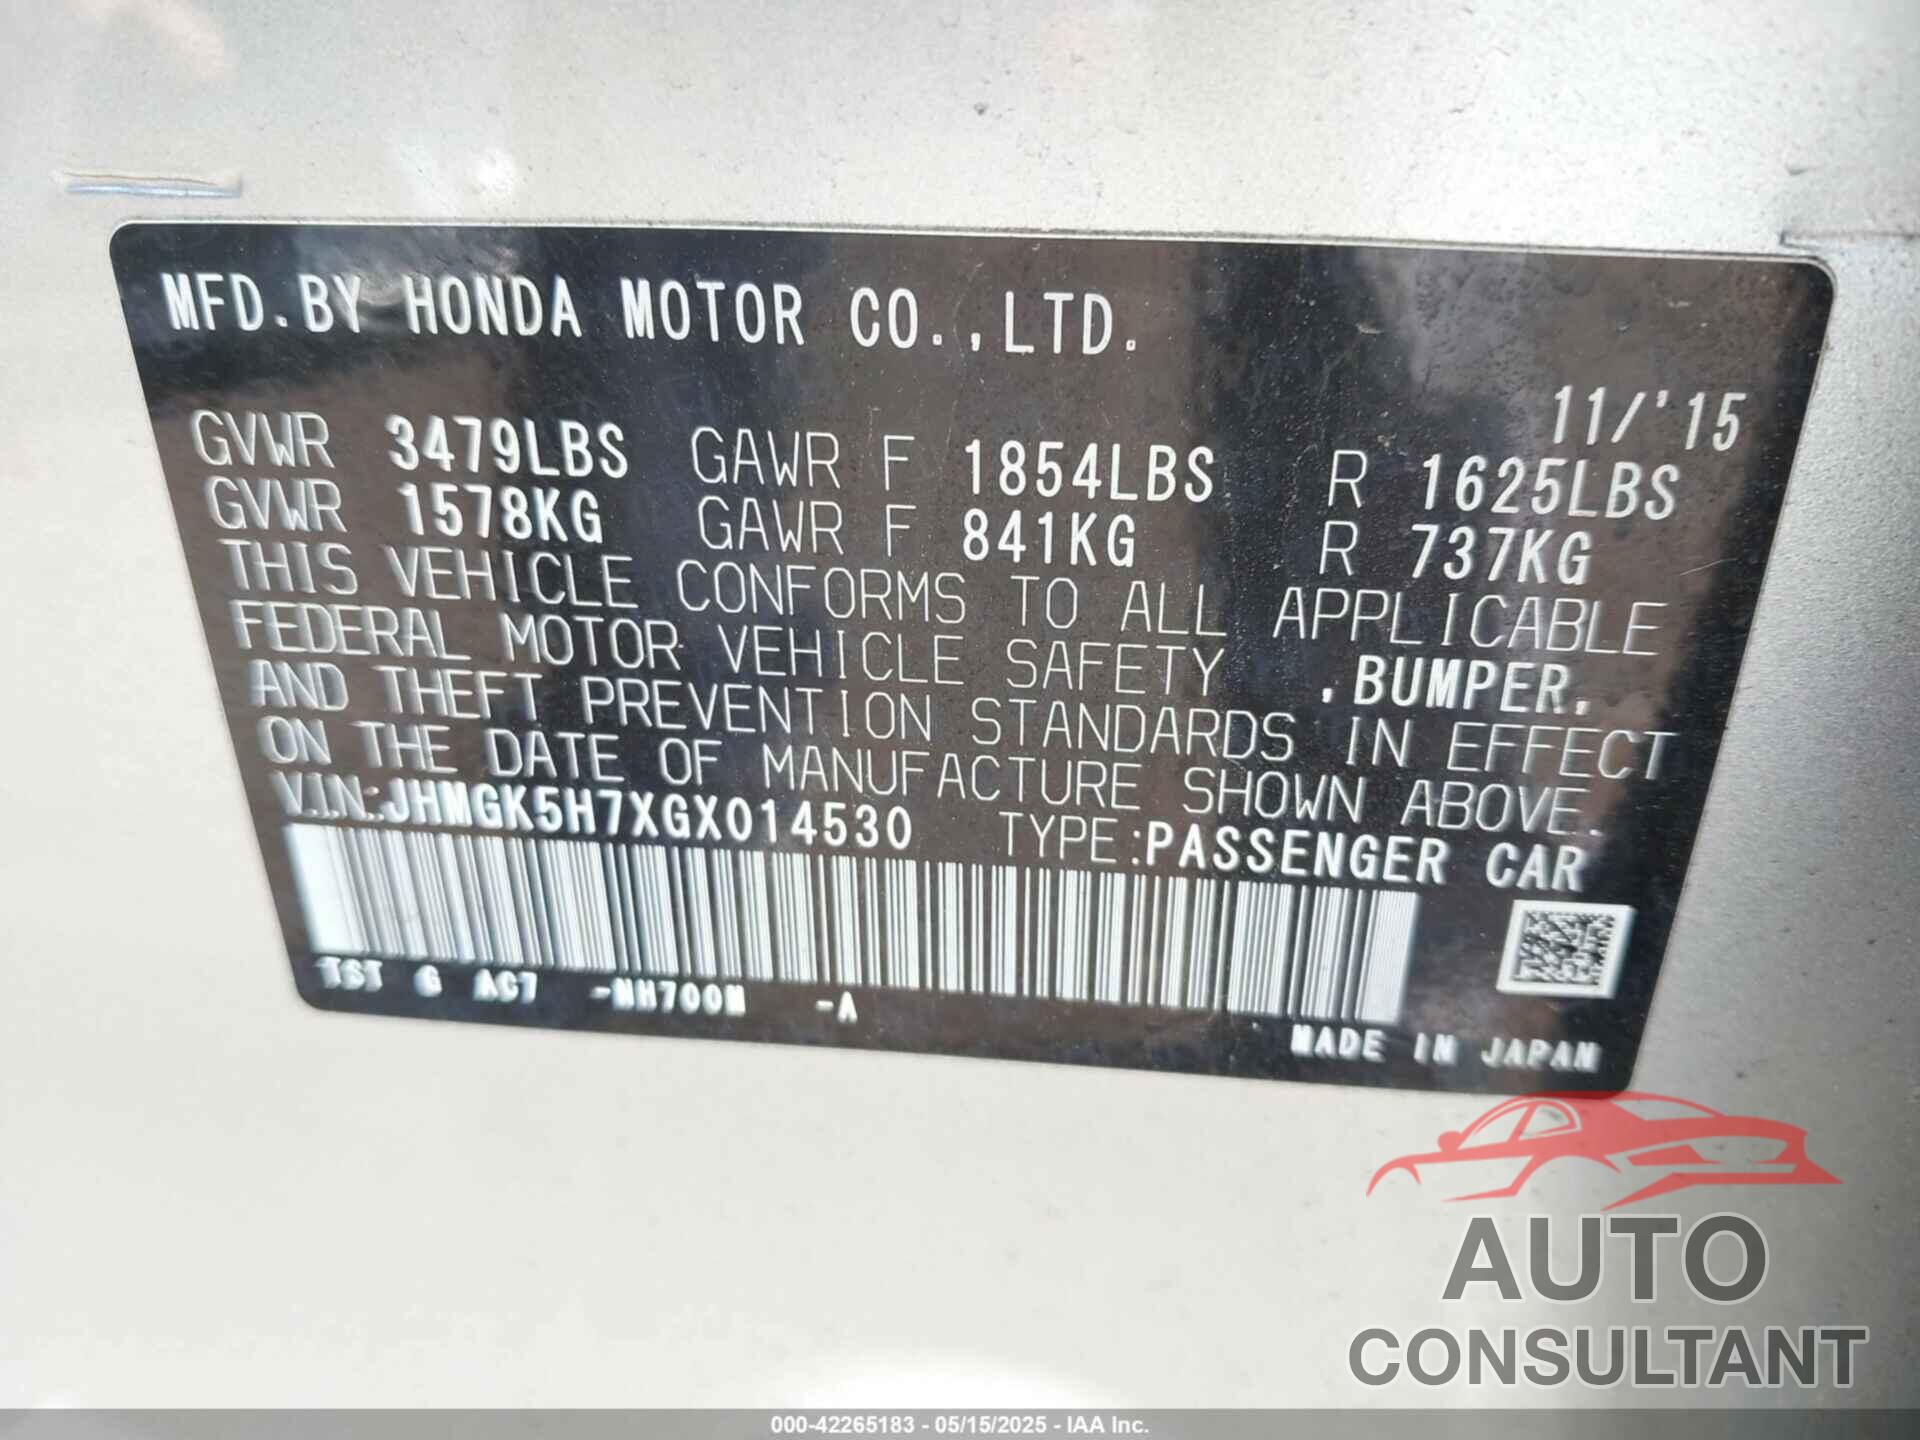 MFD. BY HONDA MOTOR CO.,LTD.
11/'15
GVWR 3479LBS GAWR F 1854LBS R 1625LBS
GVWR 1578KG GAWR F 841KG R 737KG
THIS VEHICLE CONFORMS TO ALL APPLICABLE
FEDERAL MOTOR VEHICLE SAFETY ,BUMPER,
AND THEFT PREVENTION STANDARDS IN EFFECT
ON THE DATE OF MANUFACTURE SHOWN ABOVE.
V.I.N.:JHMGK5H7XGX014530 TYPE:PASSENGER CAR
TST G AC7 -NH700M -A
MADE IN JAPAN
AUTO
CONSULTANT
000-42265183 - 05/15/2025 - IAA Inc.